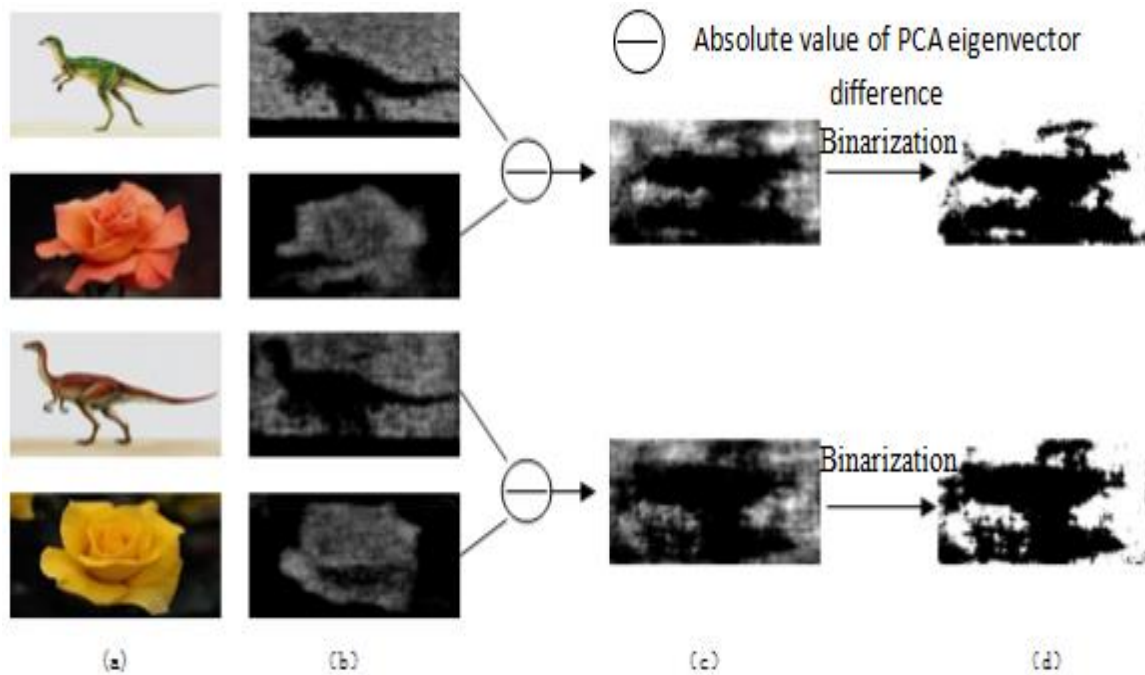 Absolute value of PCA eigenvector
difference
Binarization
Binarization
(a)
(b)
(c)
(d)